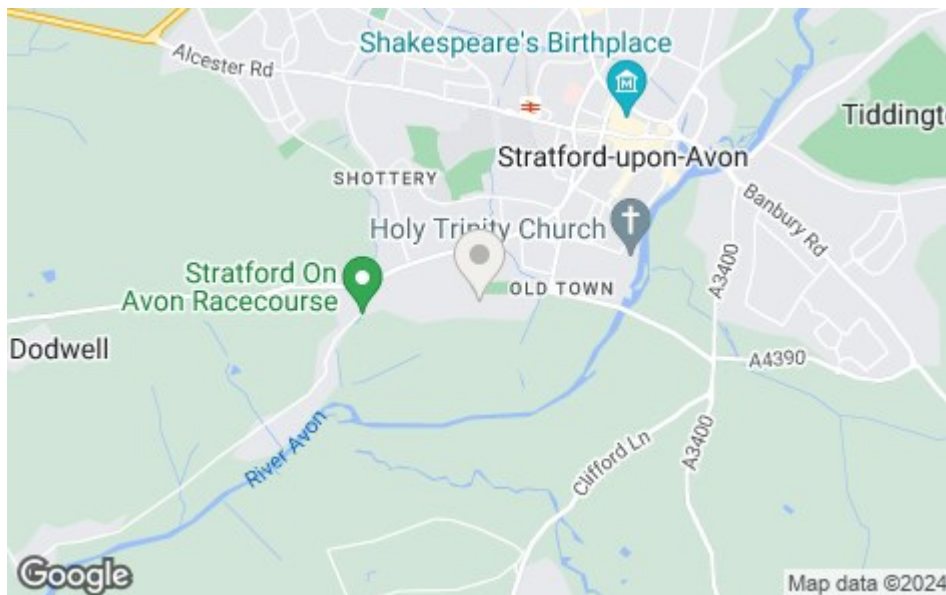 Shakespeare's Birthplace
Alcester Rd
Tiddingt
Stratford-upon-Avon
SHOTTERY
Banbury Rd
Holy Trinity Church
A3400
Stratford On
Avon Racecourse
OLD TOWN
Dodwell
A4390
River Avon
Clifford Ln
A3400
Google
Map data ©2024